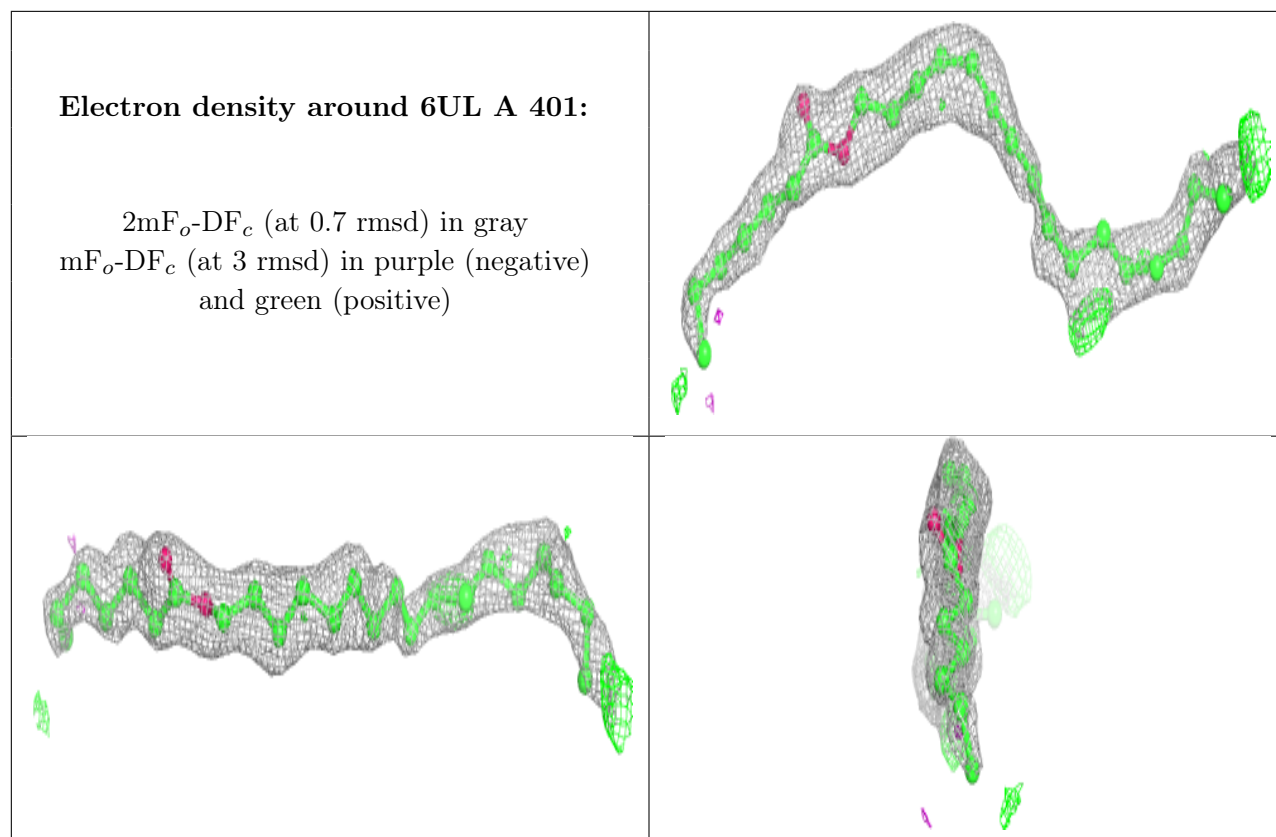 Electron density around 6UL A 401:
2mFo-DFc (at 0.7 rmsd) in gray
mFo-DFc (at 3 rmsd) in purple (negative)
and green (positive)